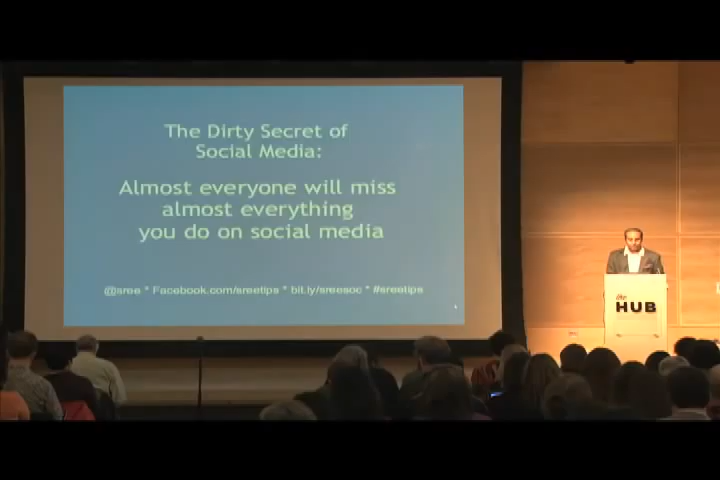 The Dirty Secret of
Social Media:
Almost everyone will miss
almost everything
you do on social media
@sree * Facebook.com/sreetips * bit.ly/sreesoc * #sreetips
the
HUB